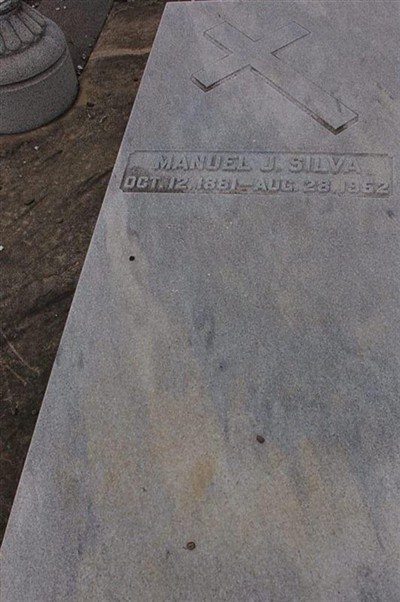 MANUEL J. SILVA
OCT. 12, 1881—AUG. 28, 1952